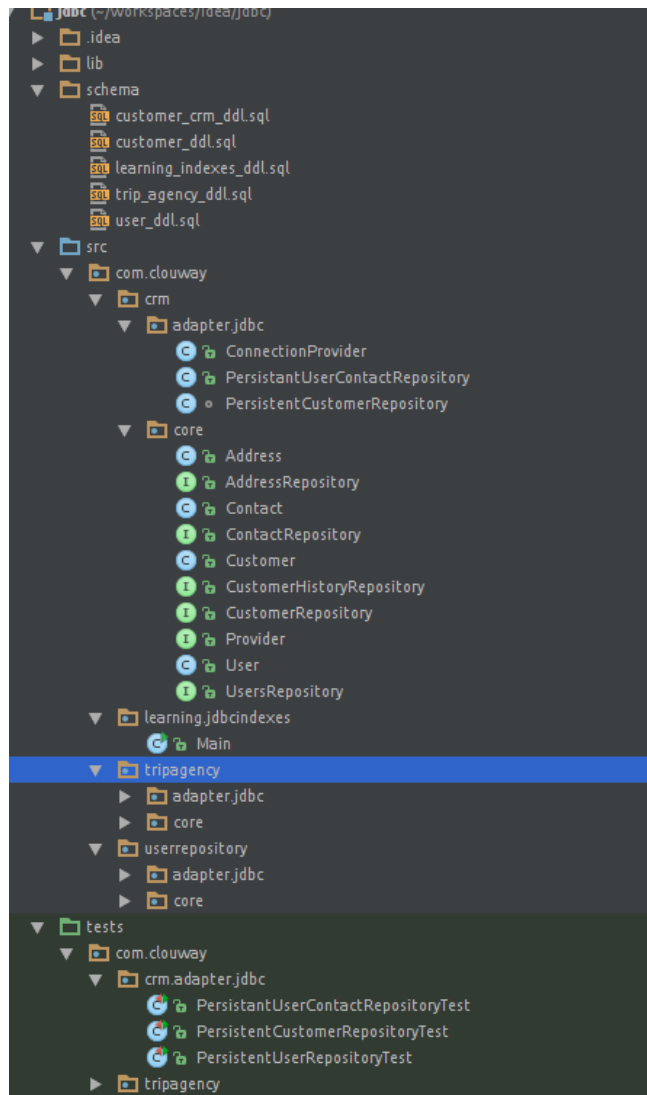 jdbc (~/workspaces/idea/jdbc)
.idea
lib
schema
customer_crm_ddl.sql
customer_ddl.sql
learning_indexes_ddl.sql
trip_agency_ddl.sql
user_ddl.sql
src
com.clouway
crm
adapter.jdbc
ConnectionProvider
PersistantUserContactRepository
PersistentCustomerRepository
core
Address
AddressRepository
Contact
ContactRepository
Customer
CustomerHistoryRepository
CustomerRepository
Provider
User
UsersRepository
learning.jdbcindexes
Main
tripagency
adapter.jdbc
core
userrepository
adapter.jdbc
core
tests
com.clouway
crm.adapter.jdbc
PersistantUserContactRepositoryTest
PersistentCustomerRepositoryTest
PersistentUserRepositoryTest
tripagency